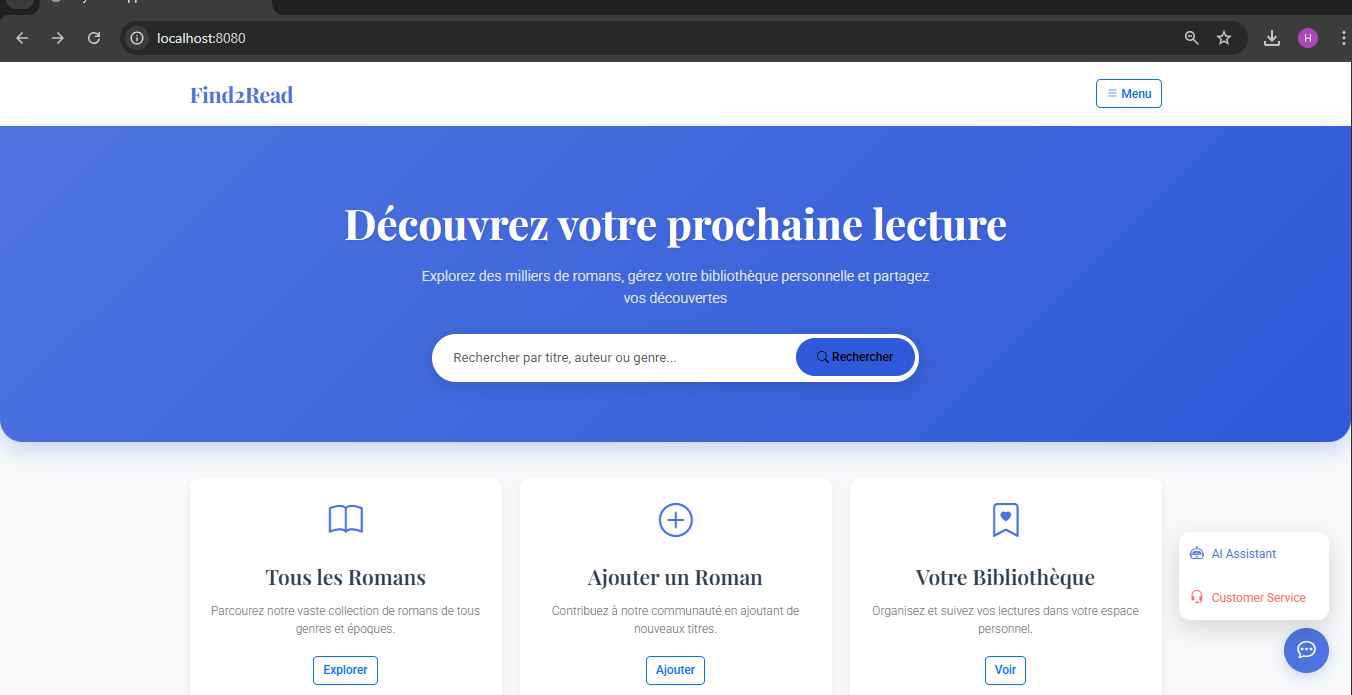 localhost:8080
H
Find2Read
Menu
Découvrez votre prochaine lecture
Explorez des milliers de romans, gérez votre bibliothèque personnelle et partagez
vos découvertes
Rechercher par titre, auteur ou genre...
Rechercher
Tous les Romans
Parcourez notre vaste collection de romans de tous
genres et époques.
Explorer
Ajouter un Roman
Contribuez à notre communauté en ajoutant de
nouveaux titres.
Ajouter
Votre Bibliothèque
Organisez et suivez vos lectures dans votre espace
personnel.
Voir
AI Assistant
Customer Service